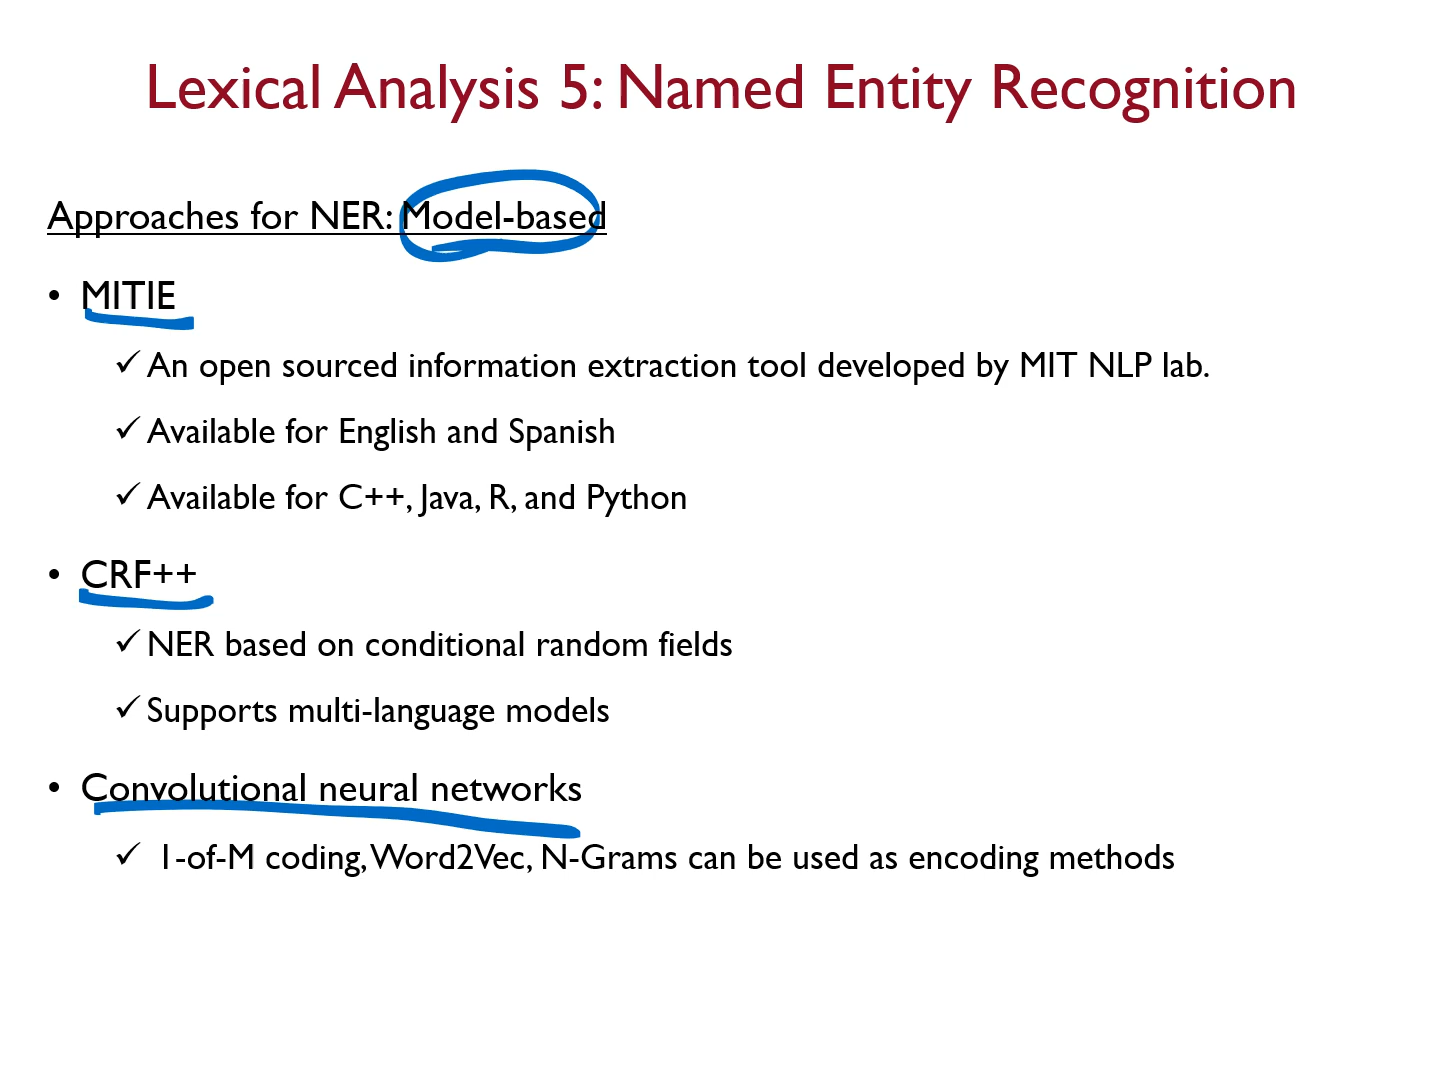 Lexical Analysis 5: Named Entity Recognition
Approaches for NER: Model-based
• MITIE
✓ An open sourced information extraction tool developed by MIT NLP lab.
✓ Available for English and Spanish
✓ Available for C++, Java, R, and Python
• CRF++
✓ NER based on conditional random fields
✓ Supports multi-language models
• Convolutional neural networks
✓ 1-of-M coding, Word2Vec, N-Grams can be used as encoding methods